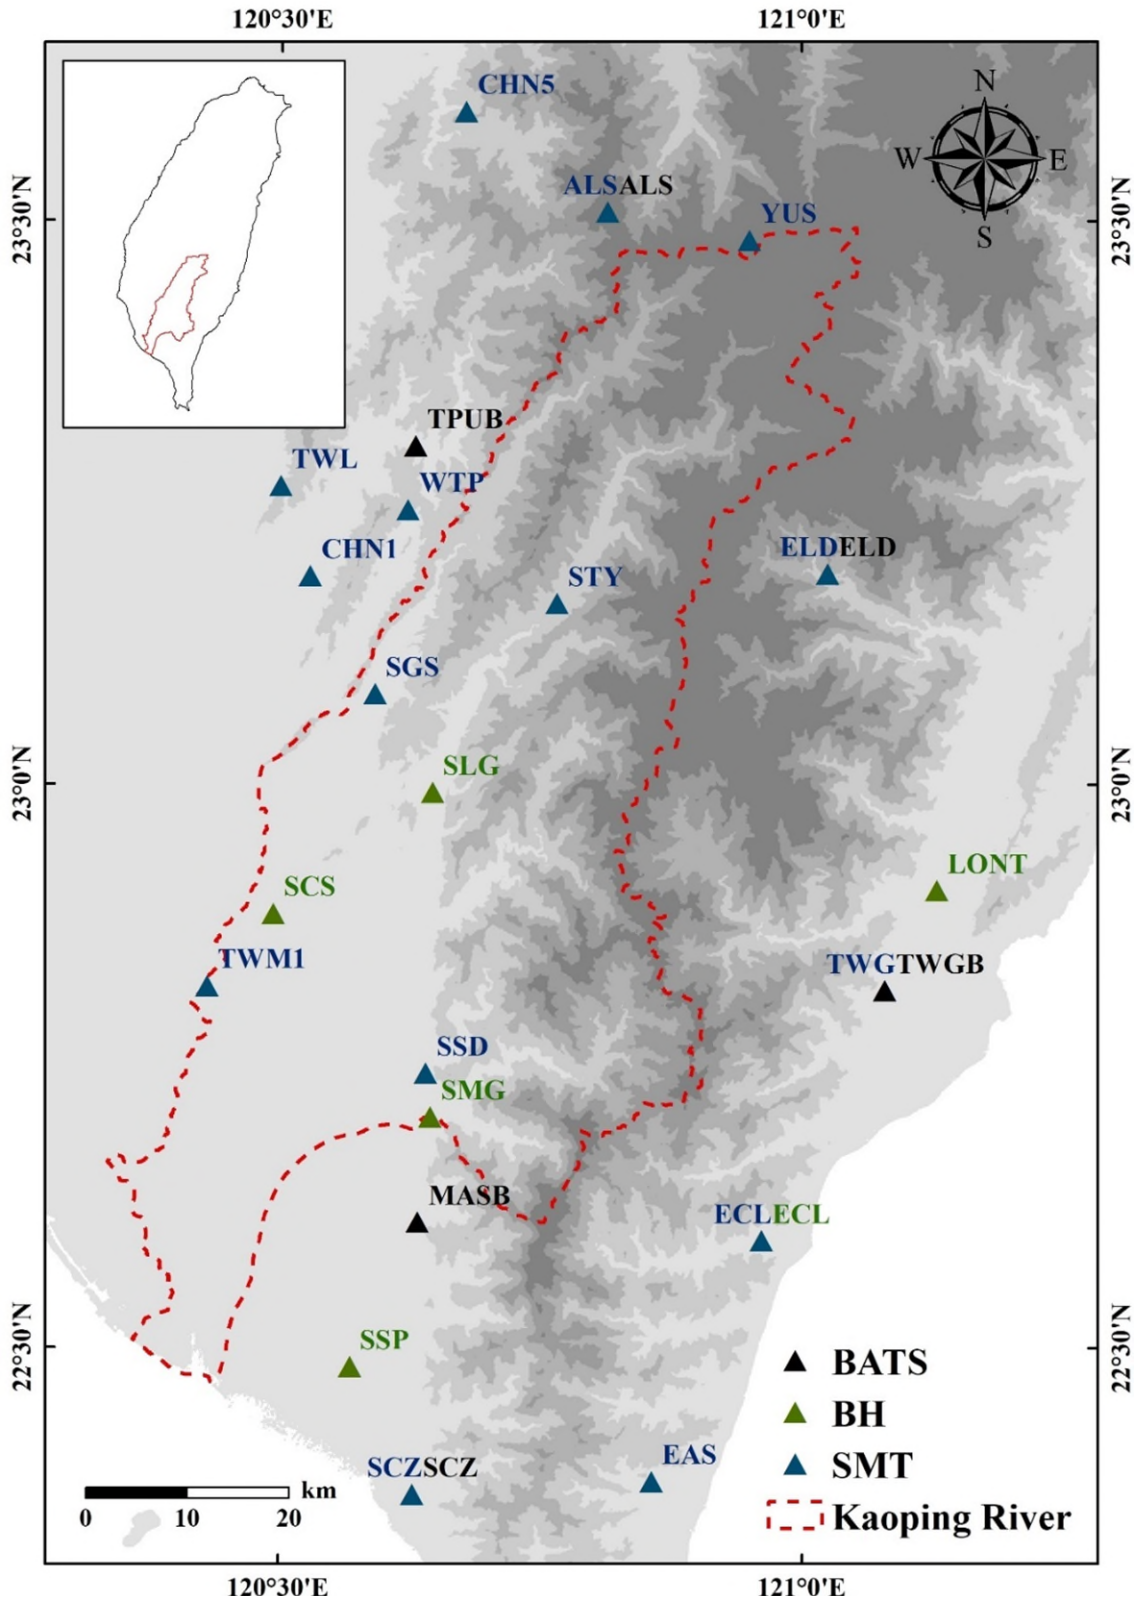 120°30'E 121°0'E
CHN5
N
W E
S
ALSALS
23°30'N 23°30'N
YUS
TPUB
TWL
WTP
CHN1
ELDELD
STY
SGS
SLG
23°0'N 23°0'N
LONT
SCS
TWM1
TWGTWGB
SSD
SMG
MASB
ECLECL
SSP
22°30'N 22°30'N
BATS
BH
EAS
SCZSCZ
SMT
km
0 10 20
Kaoping River
120°30'E 121°0'E